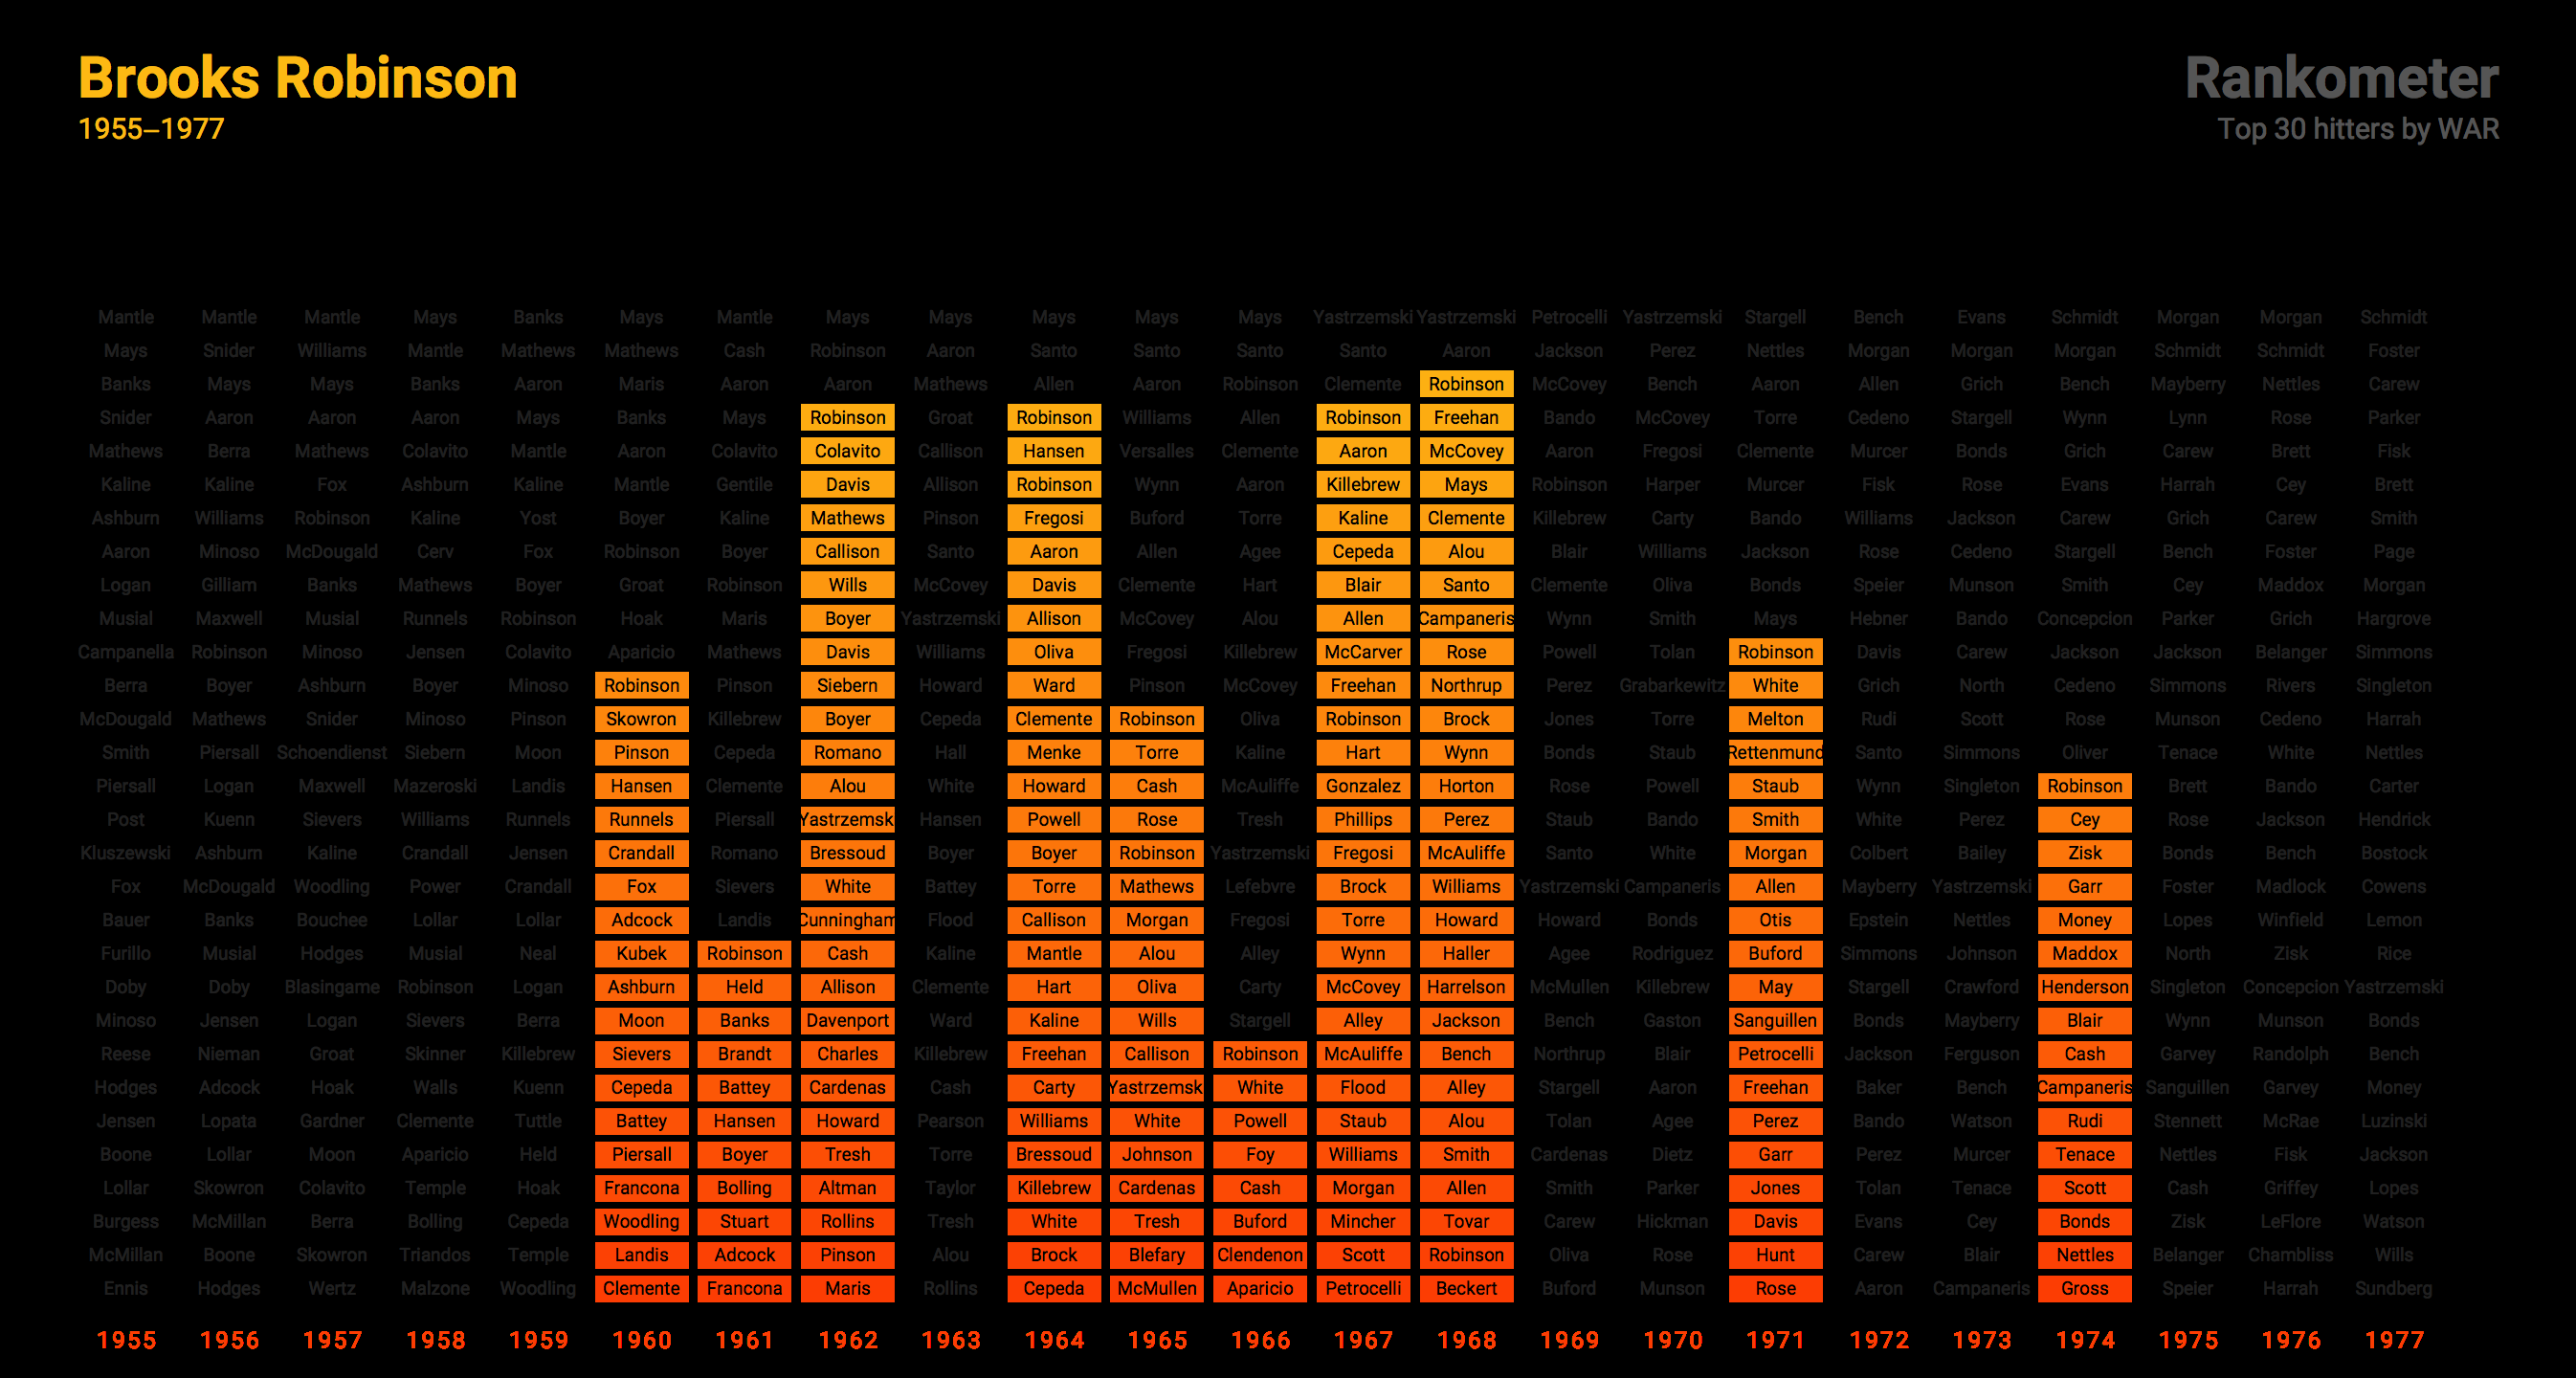 Brooks Robinson
1955–1977
Rankometer
Top 30 hitters by WAR
Mantle Mantle Mantle Mays Banks Mays Mantle Mays Mays Mays Mays Mays Yastrzemski Yastrzemski Petrocelli Yastrzemski Stargell Bench Evans Schmidt Morgan Morgan Schmidt
Mays Snider Williams Mantle Mathews Mathews Cash Robinson Aaron Santo Santo Santo Santo Aaron Jackson Perez Nettles Morgan Morgan Morgan Schmidt Schmidt Foster
Banks Mays Mays Banks Aaron Maris Aaron Aaron Mathews Allen Aaron Robinson Clemente Robinson McCovey Bench Aaron Allen Grich Bench Mayberry Nettles Carew
Snider Aaron Aaron Aaron Mays Banks Mays Robinson Groat Robinson Williams Allen Robinson Freehan Bando McCovey Torre Cedeno Stargell Wynn Lynn Rose Parker
Mathews Berra Mathews Colavito Mantle Aaron Colavito Colavito Callison Hansen Versalles Clemente Aaron McCovey Aaron Fregosi Clemente Murcer Bonds Grich Carew Brett Fisk
Kaline Kaline Fox Ashburn Kaline Mantle Gentile Davis Allison Robinson Wynn Aaron Killebrew Mays Robinson Harper Murcer Fisk Rose Evans Harrah Cey Brett
Ashburn Williams Robinson Kaline Yost Boyer Kaline Mathews Pinson Fregosi Buford Torre Kaline Clemente Killebrew Carty Bando Williams Jackson Carew Grich Carew Smith
Aaron Minoso McDougald Cerv Fox Robinson Boyer Callison Santo Aaron Allen Agee Cepeda Alou Blair Williams Jackson Rose Cedeno Stargell Bench Foster Page
Logan Gilliam Banks Mathews Boyer Groat Robinson Wills McCovey Davis Clemente Hart Blair Santo Clemente Oliva Bonds Speier Munson Smith Cey Maddox Morgan
Musial Maxwell Musial Runnels Robinson Hoak Maris Boyer Yastrzemski Allison McCovey Alou Allen Campaneris Wynn Smith Mays Hebner Bando Concepcion Parker Grich Hargrove
Campanella Robinson Minoso Jensen Colavito Aparicio Mathews Davis Williams Oliva Fregosi Killebrew McCarver Rose Powell Tolan Robinson Davis Carew Jackson Jackson Belanger Simmons
Berra Boyer Ashburn Boyer Minoso Robinson Pinson Siebern Howard Ward Pinson McCovey Freehan Northrup Perez Grabarkewitz White Grich North Cedeno Simmons Rivers Singleton
McDougald Mathews Snider Minoso Pinson Skowron Killebrew Boyer Cepeda Clemente Robinson Oliva Robinson Brock Jones Torre Melton Rudi Scott Rose Munson Cedeno Harrah
Smith Piersall Schoendienst Siebern Moon Pinson Cepeda Romano Hall Menke Torre Kaline Hart Wynn Bonds Staub Rettenmund Santo Simmons Oliver Tenace White Nettles
Piersall Logan Maxwell Mazeroski Landis Hansen Clemente Alou White Howard Cash McAuliffe Gonzalez Horton Rose Powell Staub Wynn Singleton Robinson Brett Bando Carter
Post Kuenn Sievers Williams Runnels Runnels Piersall Yastrzemsk Hansen Powell Rose Tresh Phillips Perez Staub Bando Smith White Perez Cey Rose Jackson Hendrick
Kluszewski Ashburn Kaline Crandall Jensen Crandall Romano Bressoud Boyer Boyer Robinson Yastrzemski Fregosi McAuliffe Santo White Morgan Colbert Bailey Zisk Bonds Bench Bostock
Fox McDougald Woodling Power Crandall Fox Sievers White Battey Torre Mathews Lefebvre Brock Williams Yastrzemski Campaneris Allen Mayberry Yastrzemski Garr Foster Madlock Cowens
Bauer Banks Bouchee Lollar Lollar Adcock Landis Cunningham Flood Callison Morgan Fregosi Torre Howard Howard Bonds Otis Epstein Nettles Money Lopes Winfield Lemon
Furillo Musial Hodges Musial Neal Kubek Robinson Cash Kaline Mantle Alou Alley Wynn Haller Agee Rodriguez Buford Simmons Johnson Maddox North Zisk Rice
Doby Doby Blasingame Robinson Logan Ashburn Held Allison Clemente Hart Oliva Carty McCovey Harrelson McMullen Killebrew May Stargell Crawford Henderson Singleton Concepcion Yastrzemski
Minoso Jensen Logan Sievers Berra Moon Banks Davenport Ward Kaline Wills Stargell Alley Jackson Bench Gaston Sanguillen Bonds Mayberry Blair Wynn Munson Bonds
Reese Nieman Groat Skinner Killebrew Sievers Brandt Charles Killebrew Freehan Callison Robinson McAuliffe Bench Northrup Blair Petrocelli Jackson Ferguson Cash Garvey Randolph Bench
Hodges Adcock Hoak Walls Kuenn Cepeda Battey Cardenas Cash Carty Yastrzemsk White Flood Alley Stargell Aaron Freehan Baker Bench Campaneris Sanguillen Garvey Money
Jensen Lopata Gardner Clemente Tuttle Battey Hansen Howard Pearson Williams White Powell Staub Alou Tolan Agee Perez Bando Watson Rudi Stennett McRae Luzinski
Boone Lollar Moon Aparicio Held Piersall Boyer Tresh Torre Bressoud Johnson Foy Williams Smith Cardenas Dietz Garr Perez Murcer Tenace Nettles Fisk Jackson
Lollar Skowron Colavito Temple Hoak Francona Bolling Altman Taylor Killebrew Cardenas Cash Morgan Allen Smith Parker Jones Tolan Tenace Scott Cash Griffey Lopes
Burgess McMillan Berra Bolling Cepeda Woodling Stuart Rollins Tresh White Tresh Buford Mincher Tovar Carew Hickman Davis Evans Cey Bonds Zisk LeFlore Watson
McMillan Boone Skowron Triandos Temple Landis Adcock Pinson Alou Brock Blefary Clendenon Scott Robinson Oliva Rose Hunt Carew Blair Nettles Belanger Chambliss Wills
Ennis Hodges Wertz Malzone Woodling Clemente Francona Maris Rollins Cepeda McMullen Aparicio Petrocelli Beckert Buford Munson Rose Aaron Campaneris Gross Speier Harrah Sundberg
1955 1956 1957 1958 1959 1960 1961 1962 1963 1964 1965 1966 1967 1968 1969 1970 1971 1972 1973 1974 1975 1976 1977